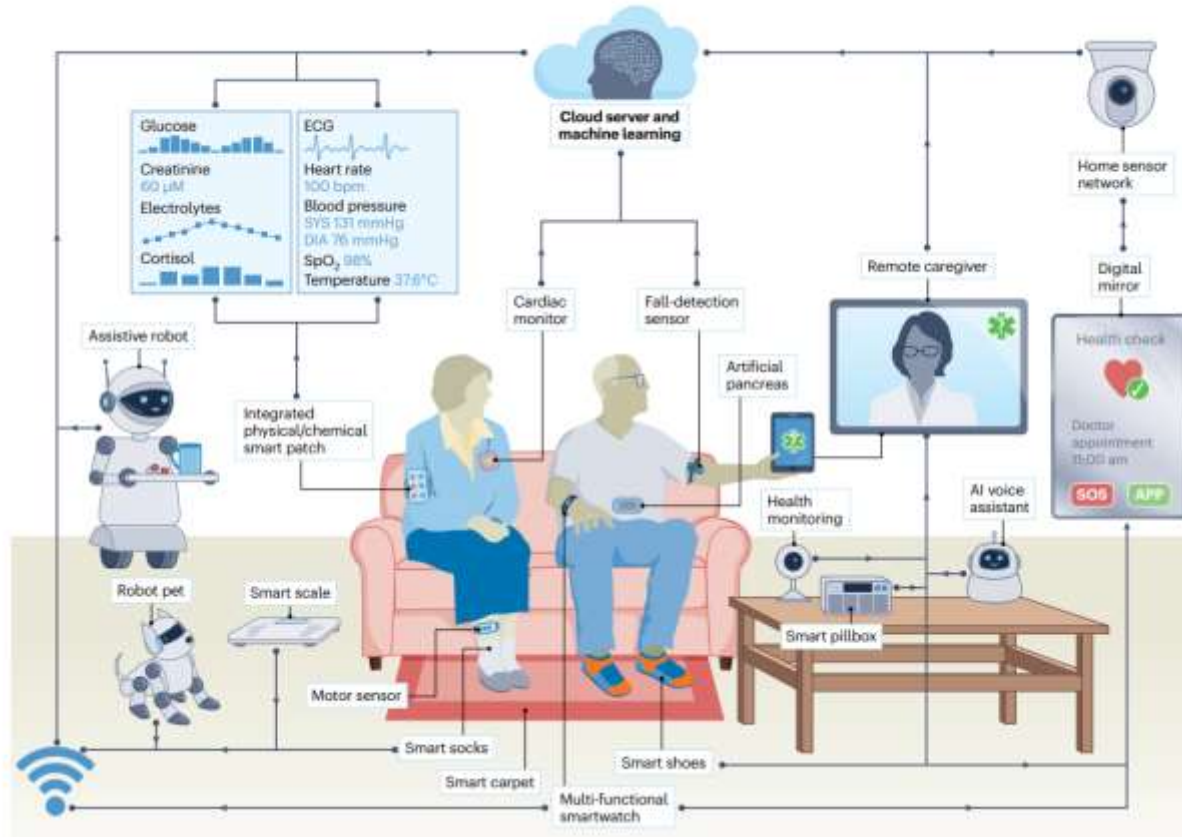 Cloud server and
machine learning
Glucose
Creatinine
60 µM
Electrolytes
Cortisol
ECG
Heart rate
100 bpm
Blood pressure
SYS 131 mmHg
DIA 76 mmHg
SpO₂ 98%
Temperature 37.6°C
Home sensor
network
Remote caregiver
Digital
mirror
Cardiac
monitor
Fall-detection
sensor
Assistive robot
Artificial
pancreas
Health check
Integrated
physical/chemical
smart patch
Doctor
appointment
11:00 am
SOS
APP
Health
monitoring
AI voice
assistant
Robot pet
Smart scale
Smart pillbox
Motor sensor
Smart socks
Smart shoes
Smart carpet
Multi-functional
smartwatch